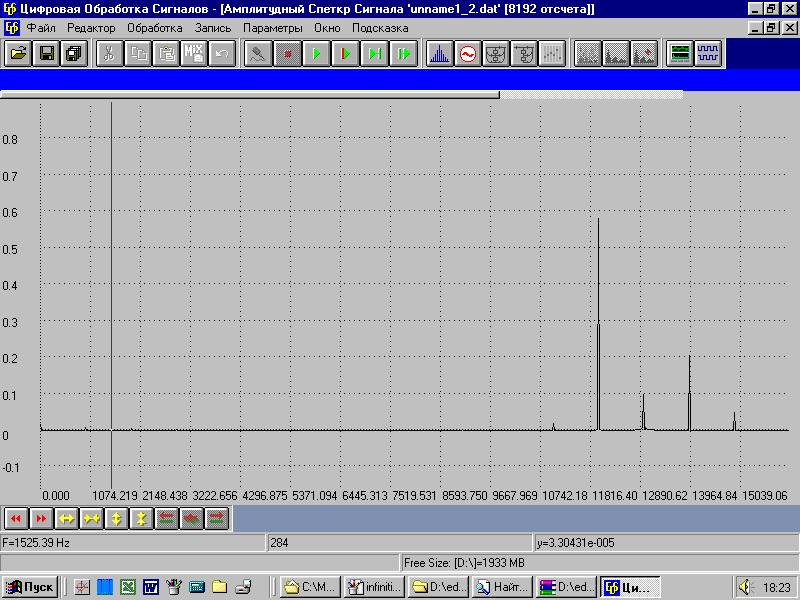 Цифровая Обработка Сигналов - [Амплитудный Спеткр Сигнала 'unname1_2.dat' [8192 отсчета]]
Файл Редактор Обработка Запись Параметры Окно Подсказка
MiX
0.8
0.7
0.6
0.5
0.4
0.3
0.2
0.1
0
-0.1
0.000 1074.219 2148.438 3222.656 4296.875 5371.094 6445.313 7519.531 8593.750 9667.969 10742.18 11816.40 12890.62 13964.84 15039.06
F=1525.39 Hz 284 y=3.30431e-005
Free Size: [D:\]=1933 MB
Пуск C:\M... infiniti... D:\ed... Найт... D:\ed... Ци... 18:23